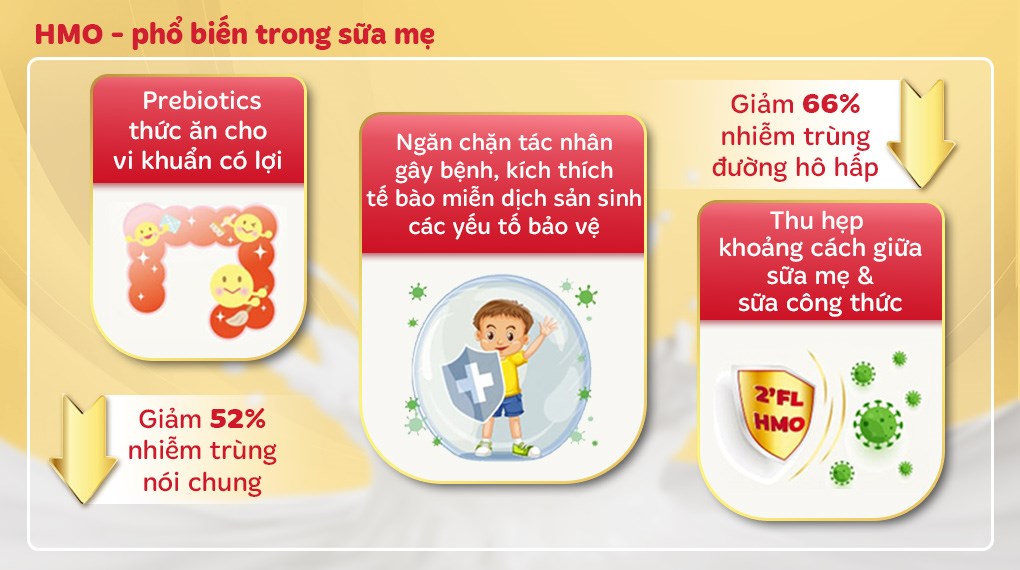 HMO - phổ biến trong sữa mẹ
Prebiotics
thức ăn cho
vi khuẩn có lợi
Giảm 52%
nhiễm trùng
nói chung
Ngăn chặn tác nhân
gây bệnh, kích thích
tế bào miễn dịch sản sinh
các yếu tố bảo vệ
Giảm 66%
nhiễm trùng
đường hô hấp
Thu hẹp
khoảng cách giữa
sữa mẹ &
sữa công thức
2'FL
HMO